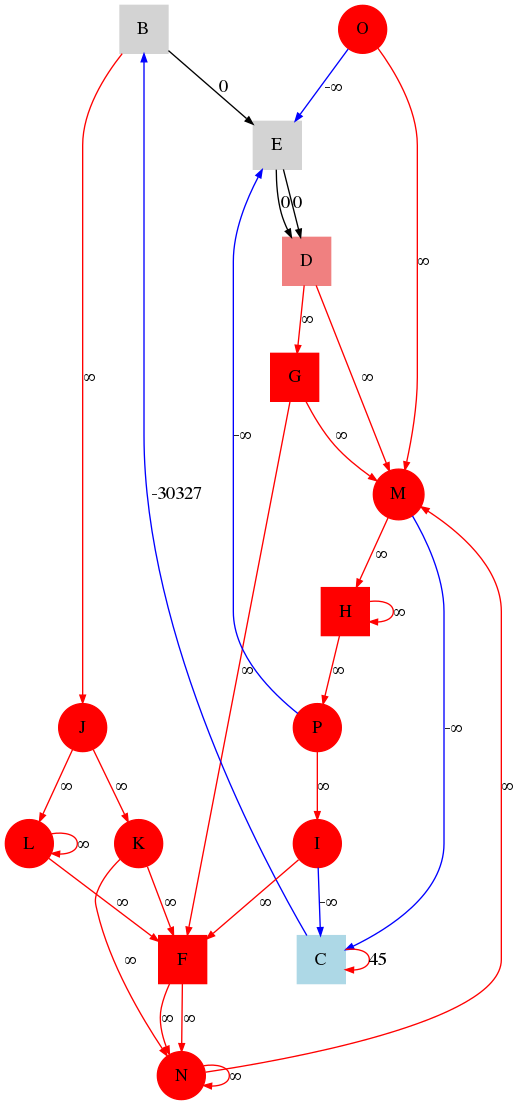 B O
0 -∞
E
0 0
D
∞
∞
G
∞ ∞
-∞ ∞
M
-30327
∞
H ∞
∞ ∞
J P -∞
∞ ∞ ∞ ∞
L ∞ K I
∞ ∞ ∞ -∞
∞ F C 45
∞ ∞
N ∞